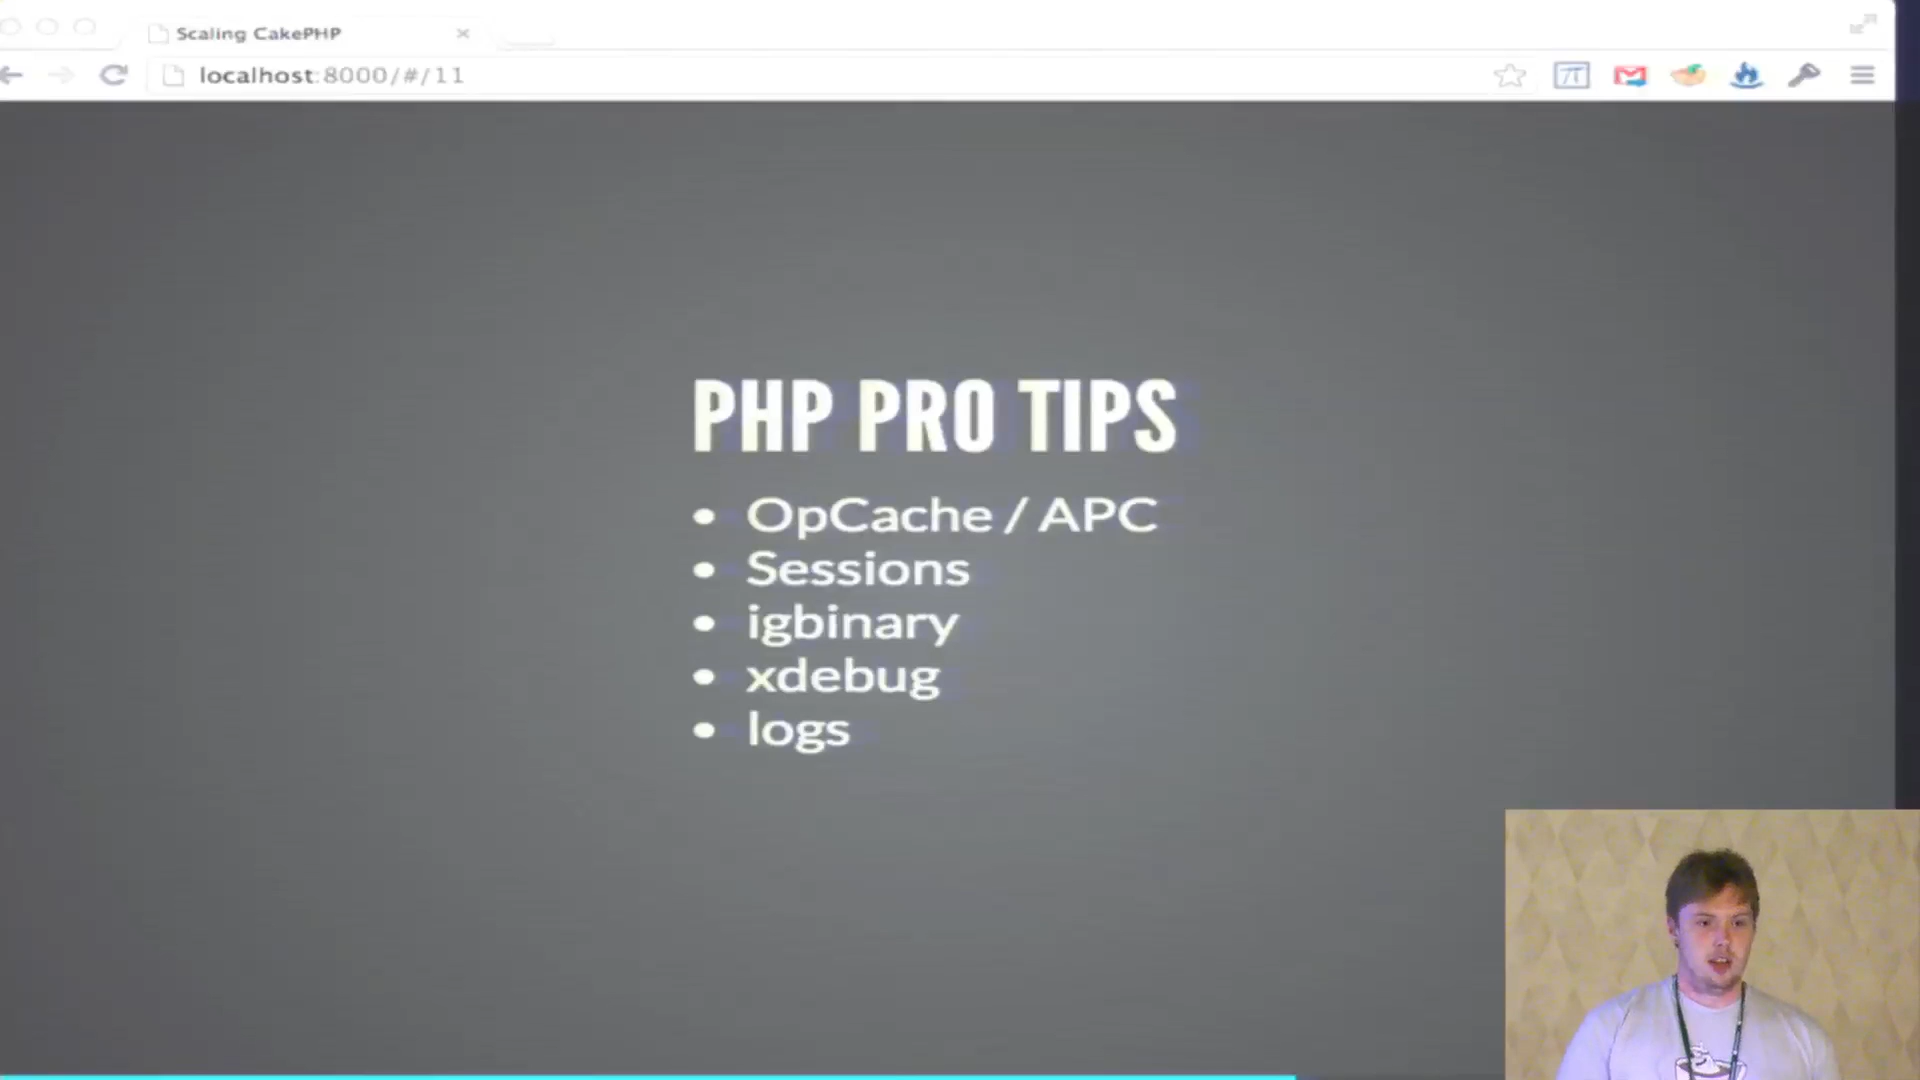 Scaling CakePHP
localhost:8000/#/11
PHP PRO TIPS
• OpCache / APC
• Sessions
• igbinary
• xdebug
• logs